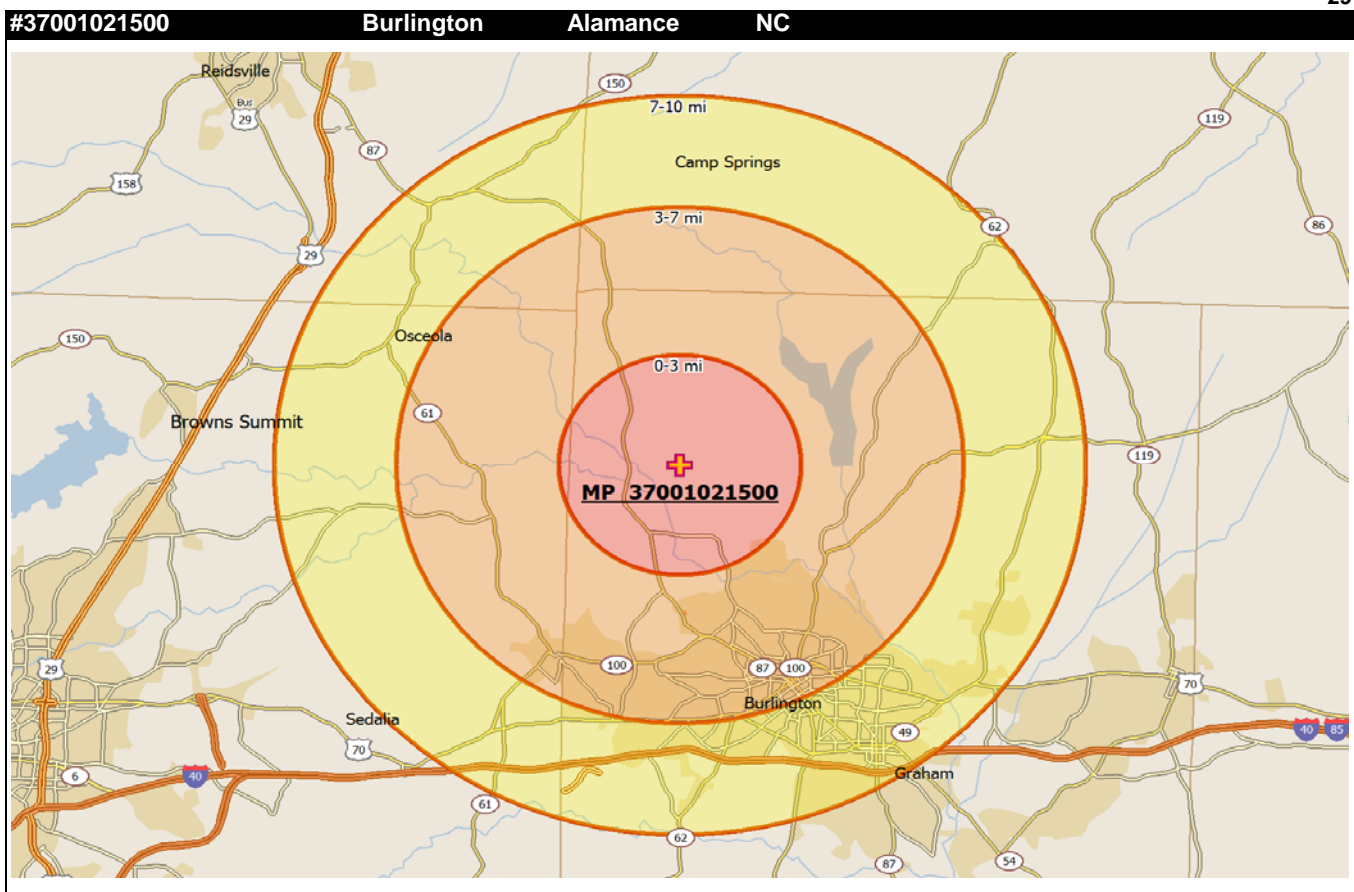 #37001021500 Burlington Alamance NC
Reidsville
150
7-10 mi
Bus
29
119
87
Camp Springs
158
3-7 mi
62
86
29
150
Osceola
0-3 mi
61
Browns Summit
119
MP 37001021500
29
100
87
100
70
Burlington
Sedalia
49
70
40
85
6
40
Graham
61
62
87
54